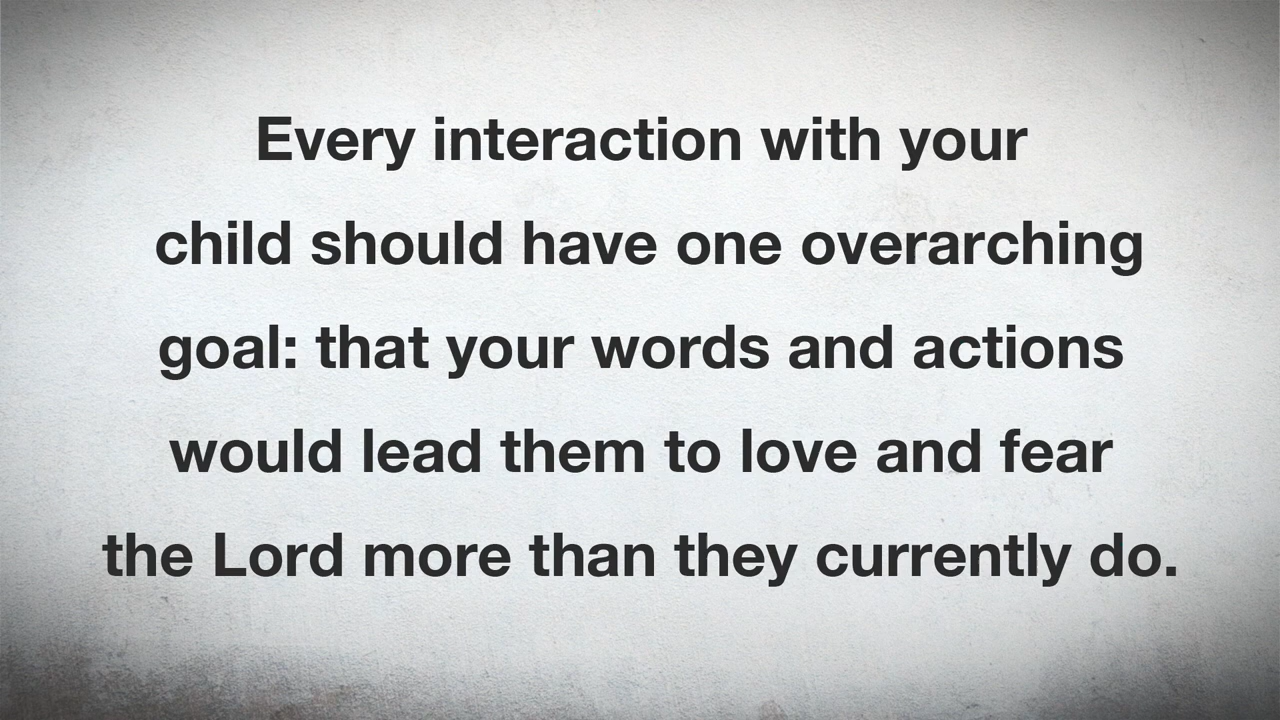 Every interaction with your
child should have one overarching
goal: that your words and actions
would lead them to love and fear
the Lord more than they currently do.